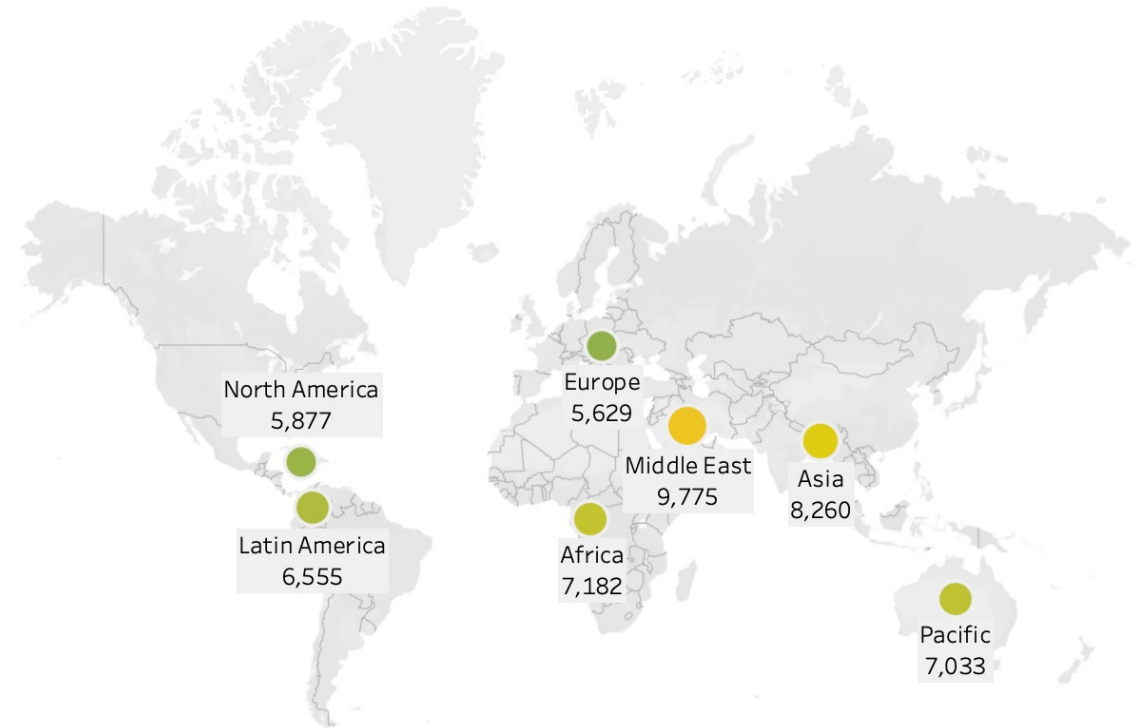 North America
5,877
Europe
5,629
Middle East
9,775
Asia
8,260
Latin America
6,555
Africa
7,182
Pacific
7,033